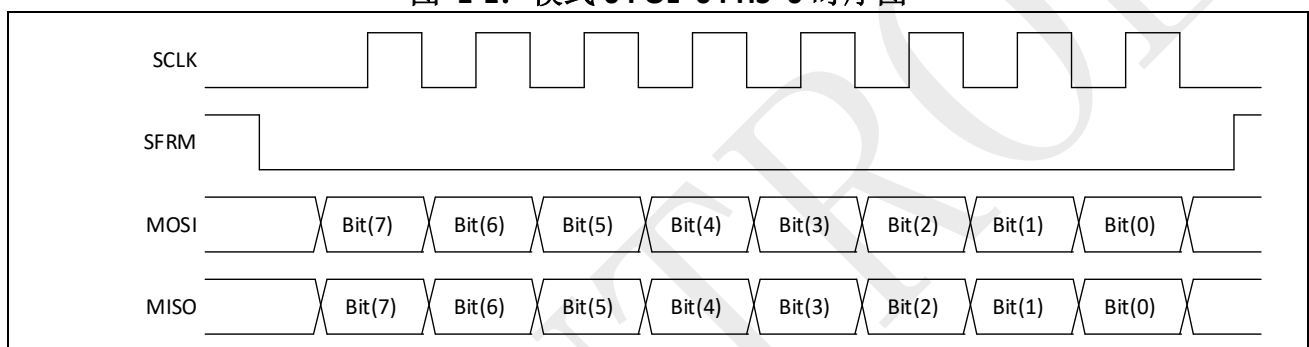 SCLK
SFRM
MOSI Bit(7) Bit(6) Bit(5) Bit(4) Bit(3) Bit(2) Bit(1) Bit(0)
MISO Bit(7) Bit(6) Bit(5) Bit(4) Bit(3) Bit(2) Bit(1) Bit(0)